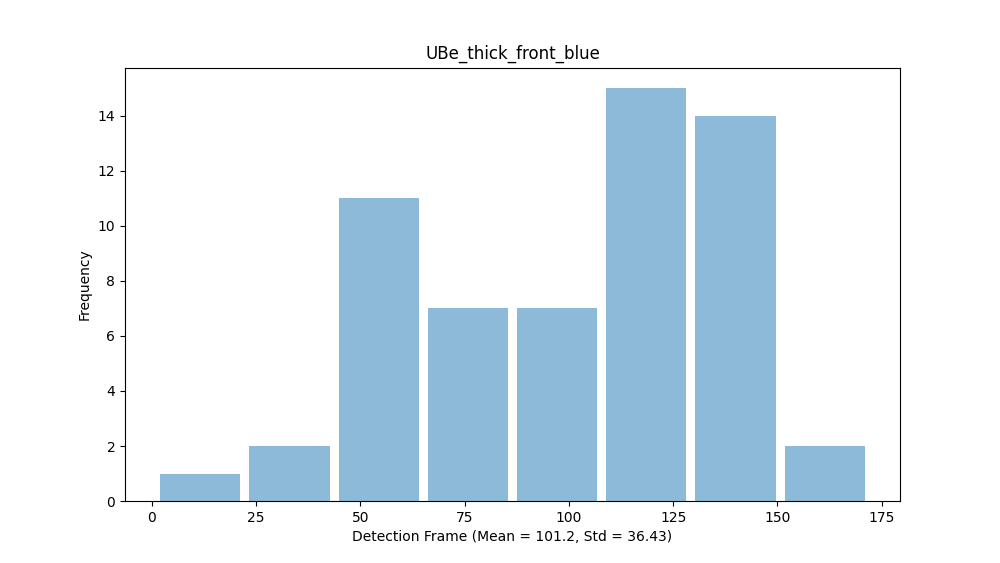 UBe_thick_front_blue
Frequency
14
12
10
8
6
4
2
0
0 25 50 75 100 125 150 175
Detection Frame (Mean = 101.2, Std = 36.43)